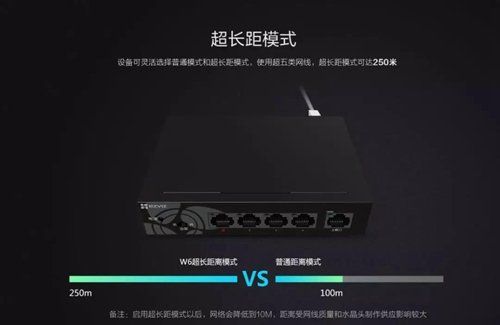 超长距模式
设备可灵活选择普通模式和超长距模式，使用超五类网线，超长距模式可达250米
EZVIZ
W6超长距离模式 VS 普通距离模式
250m 100m
备注：启用超长距模式以后，网络会降低到10M，距离受网线质量和水晶头制作供应影响较大